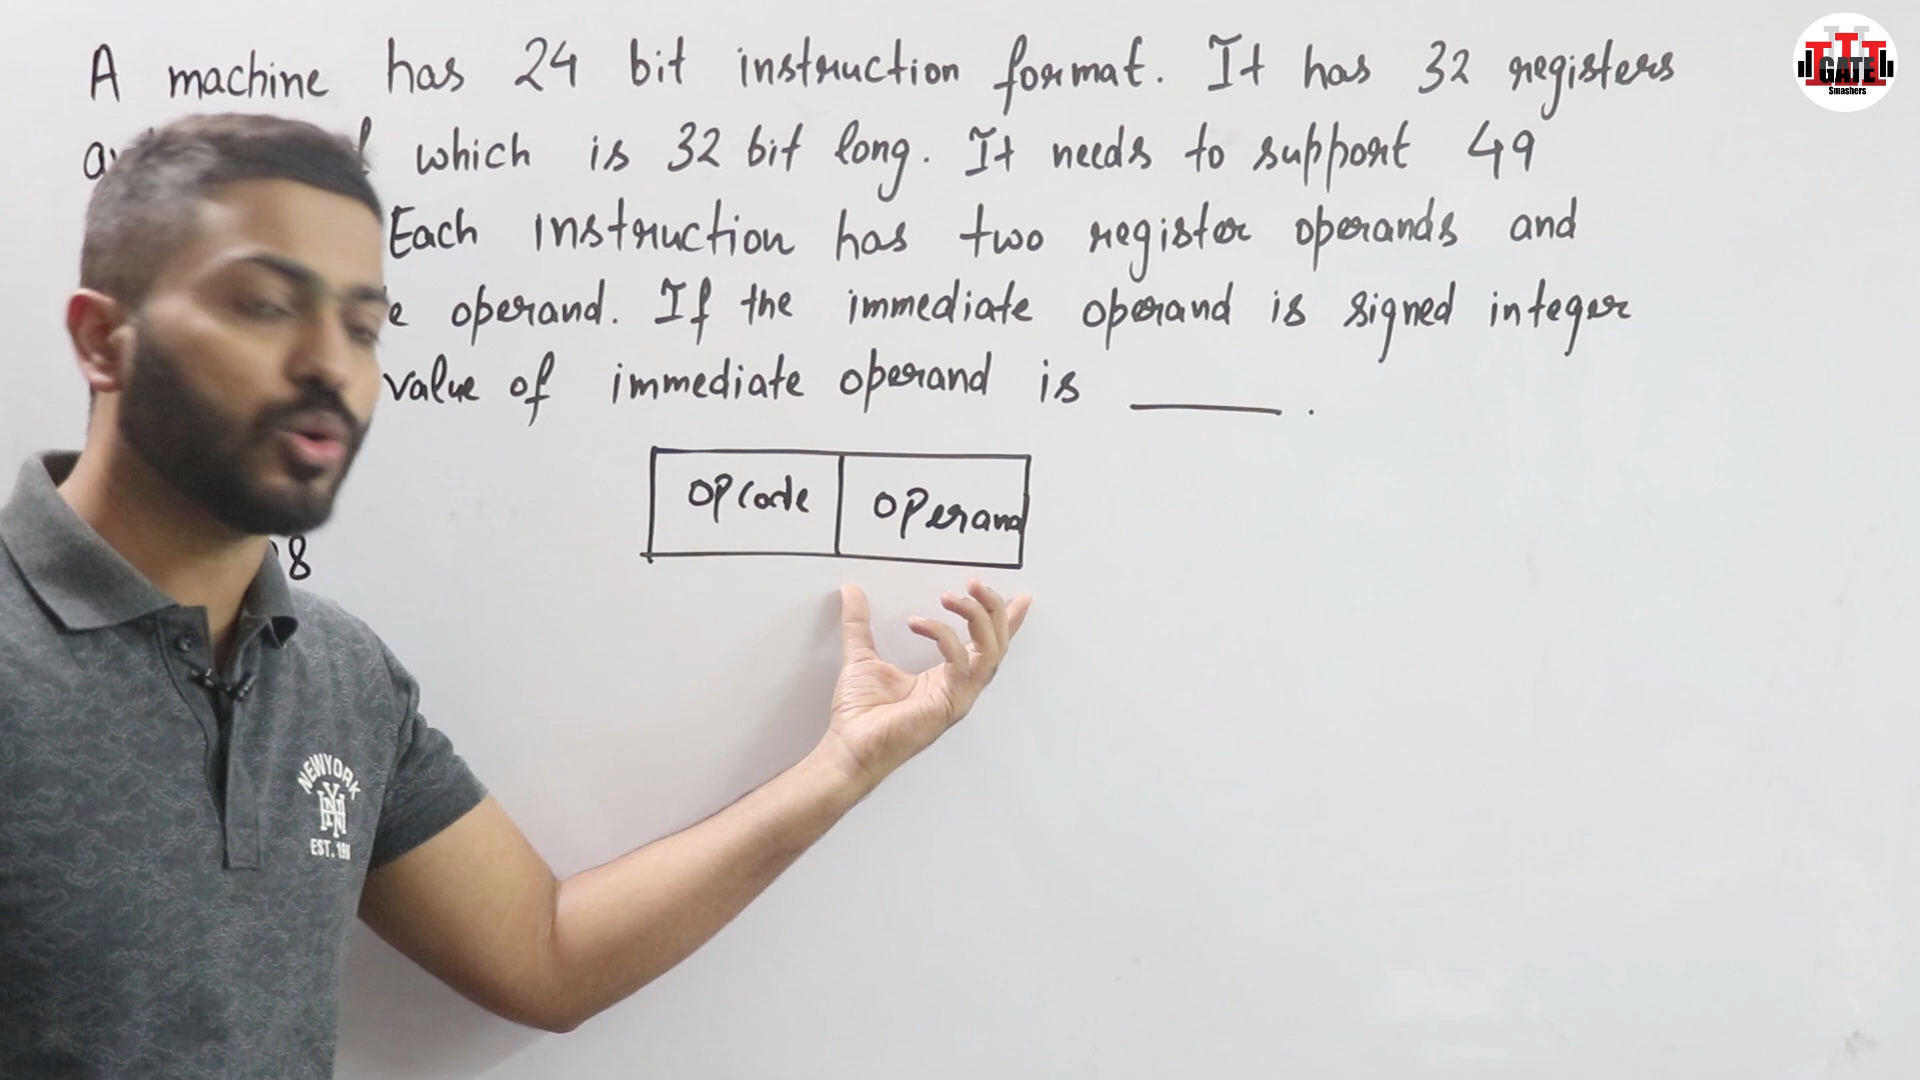 A machine has 24 bit instruction format. It has 32 registers
which is 32 bit long. It needs to support 49
Each instruction has two register operands and
operand. If the immediate operand is signed integer
value of immediate operand is ______ .
opcode operand
8
NEWYORK
NY
EST. 19
GATE
Smashers